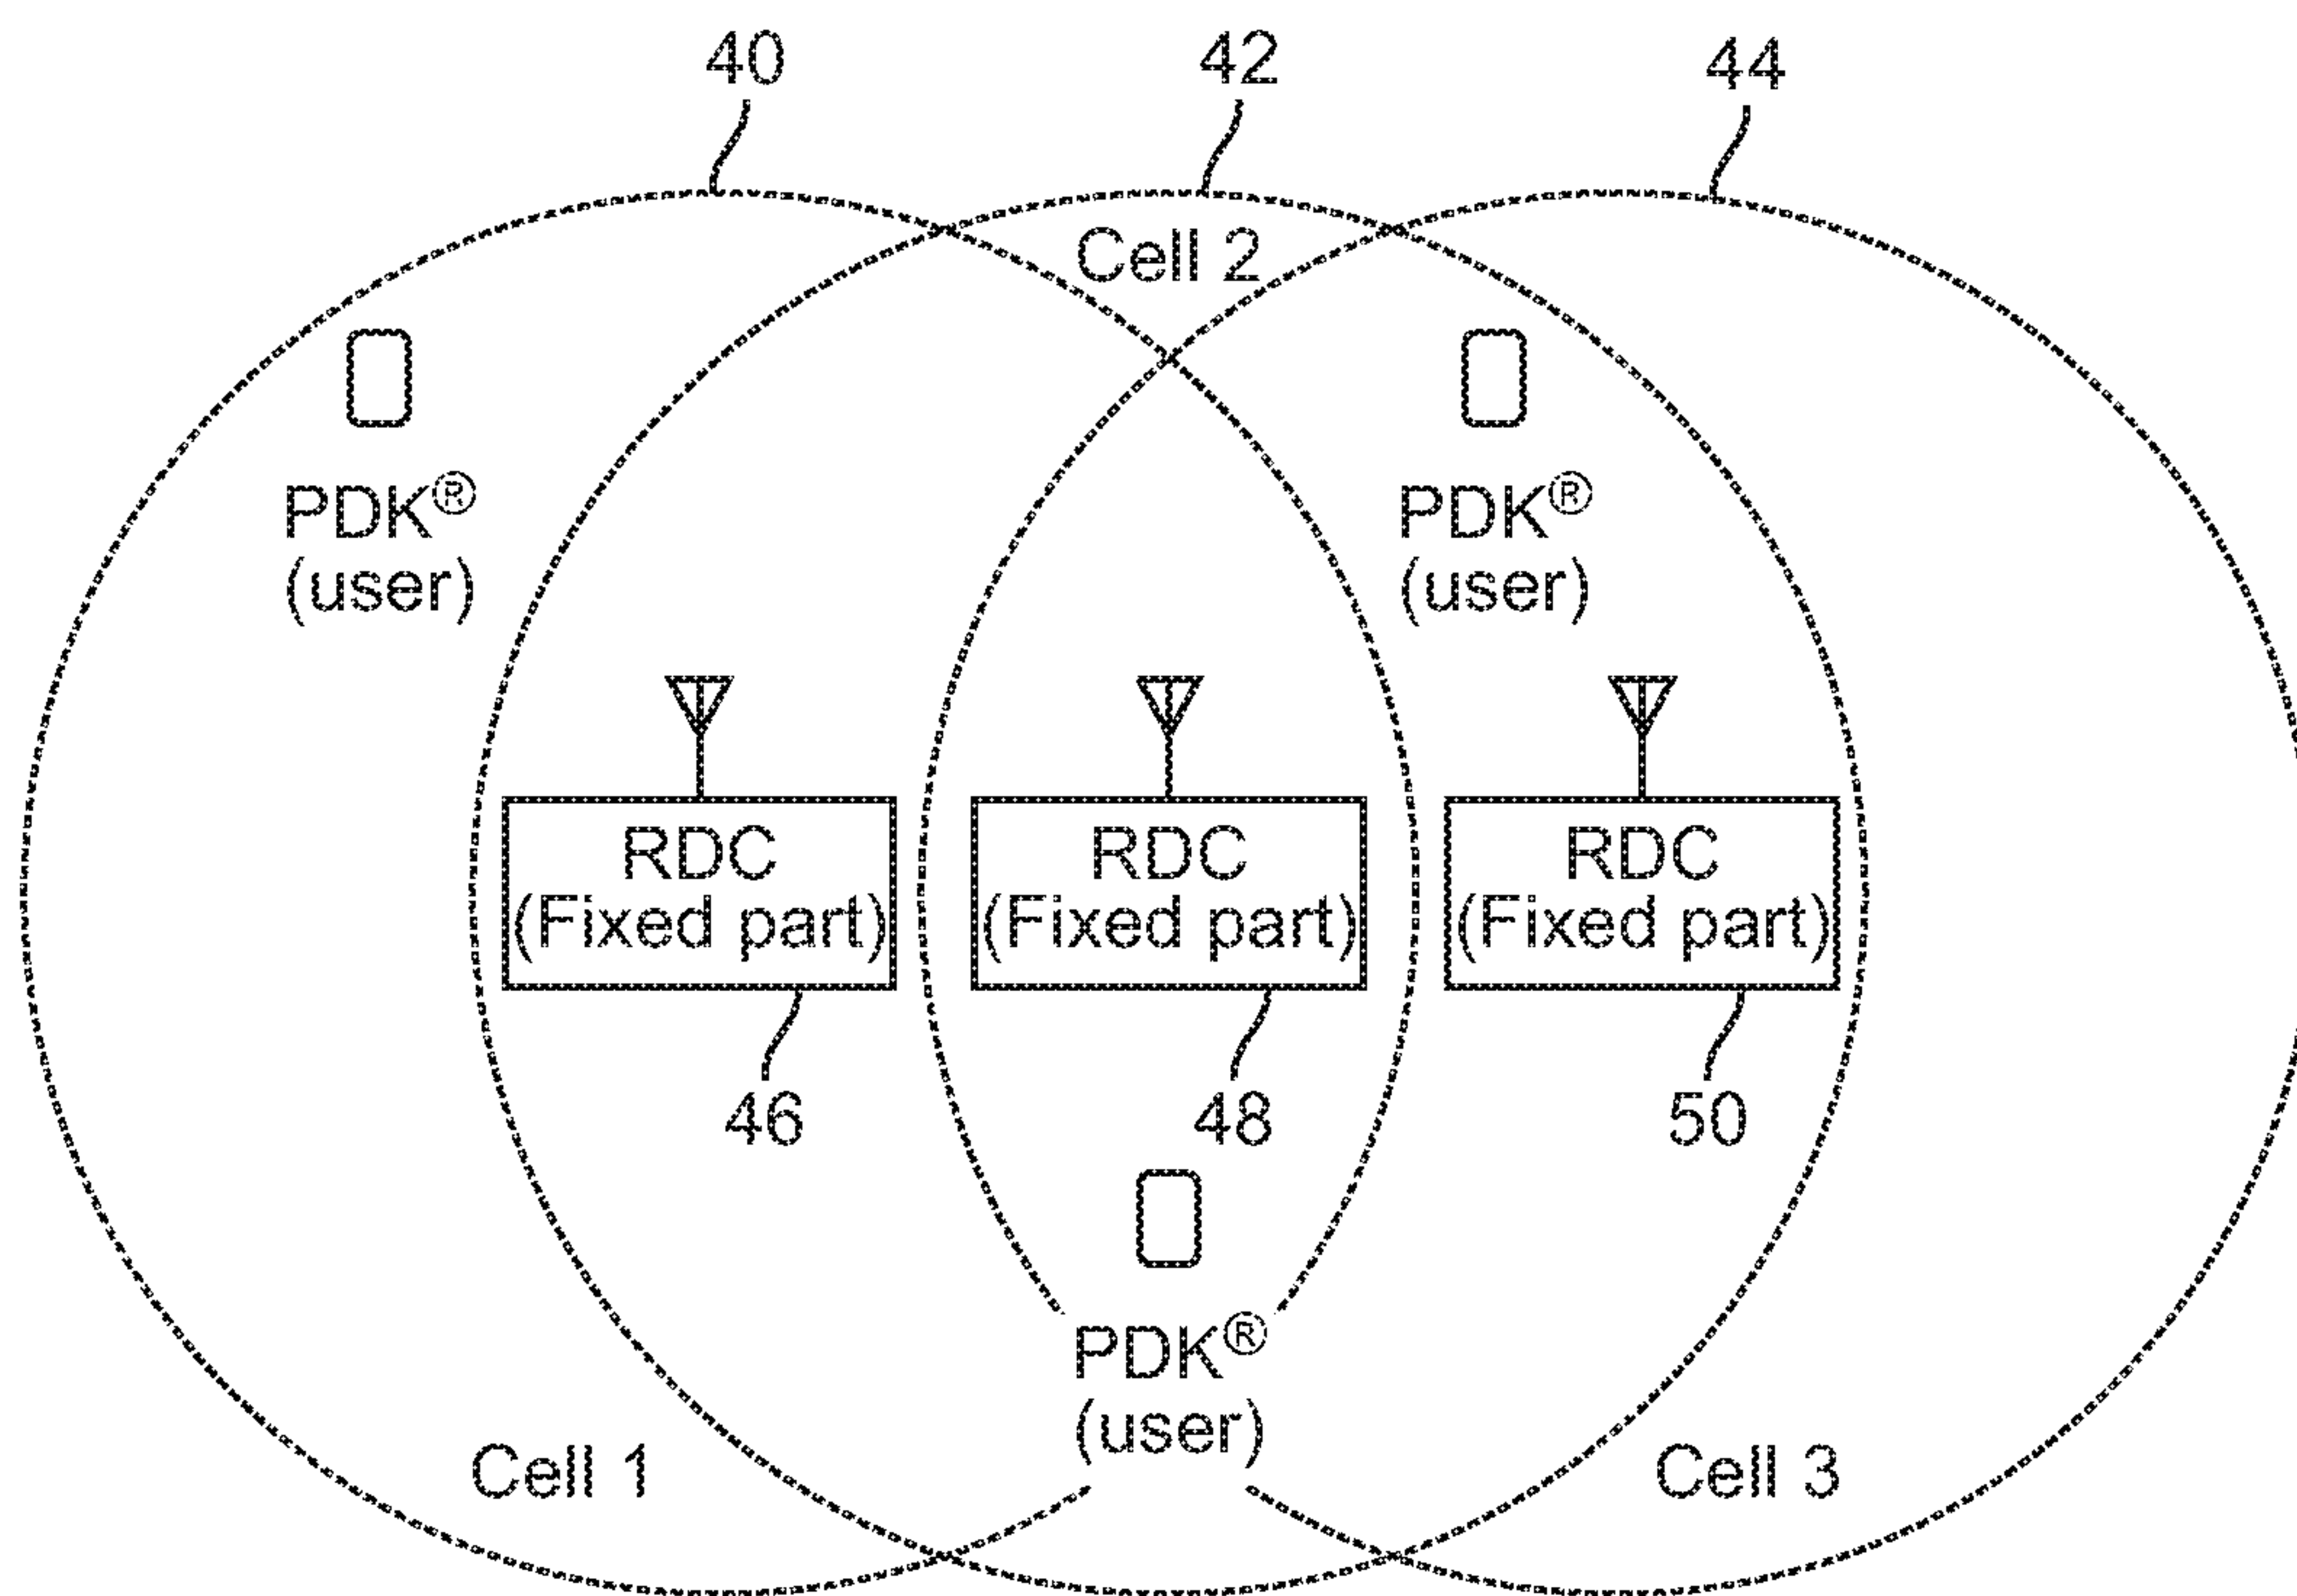 40
42
44
Cell 2
PDK®
(user)
PDK®
(user)
RDC
(Fixed part)
RDC
(Fixed part)
RDC
(Fixed part)
46
48
50
PDK®
(user)
Cell 1
Cell 3